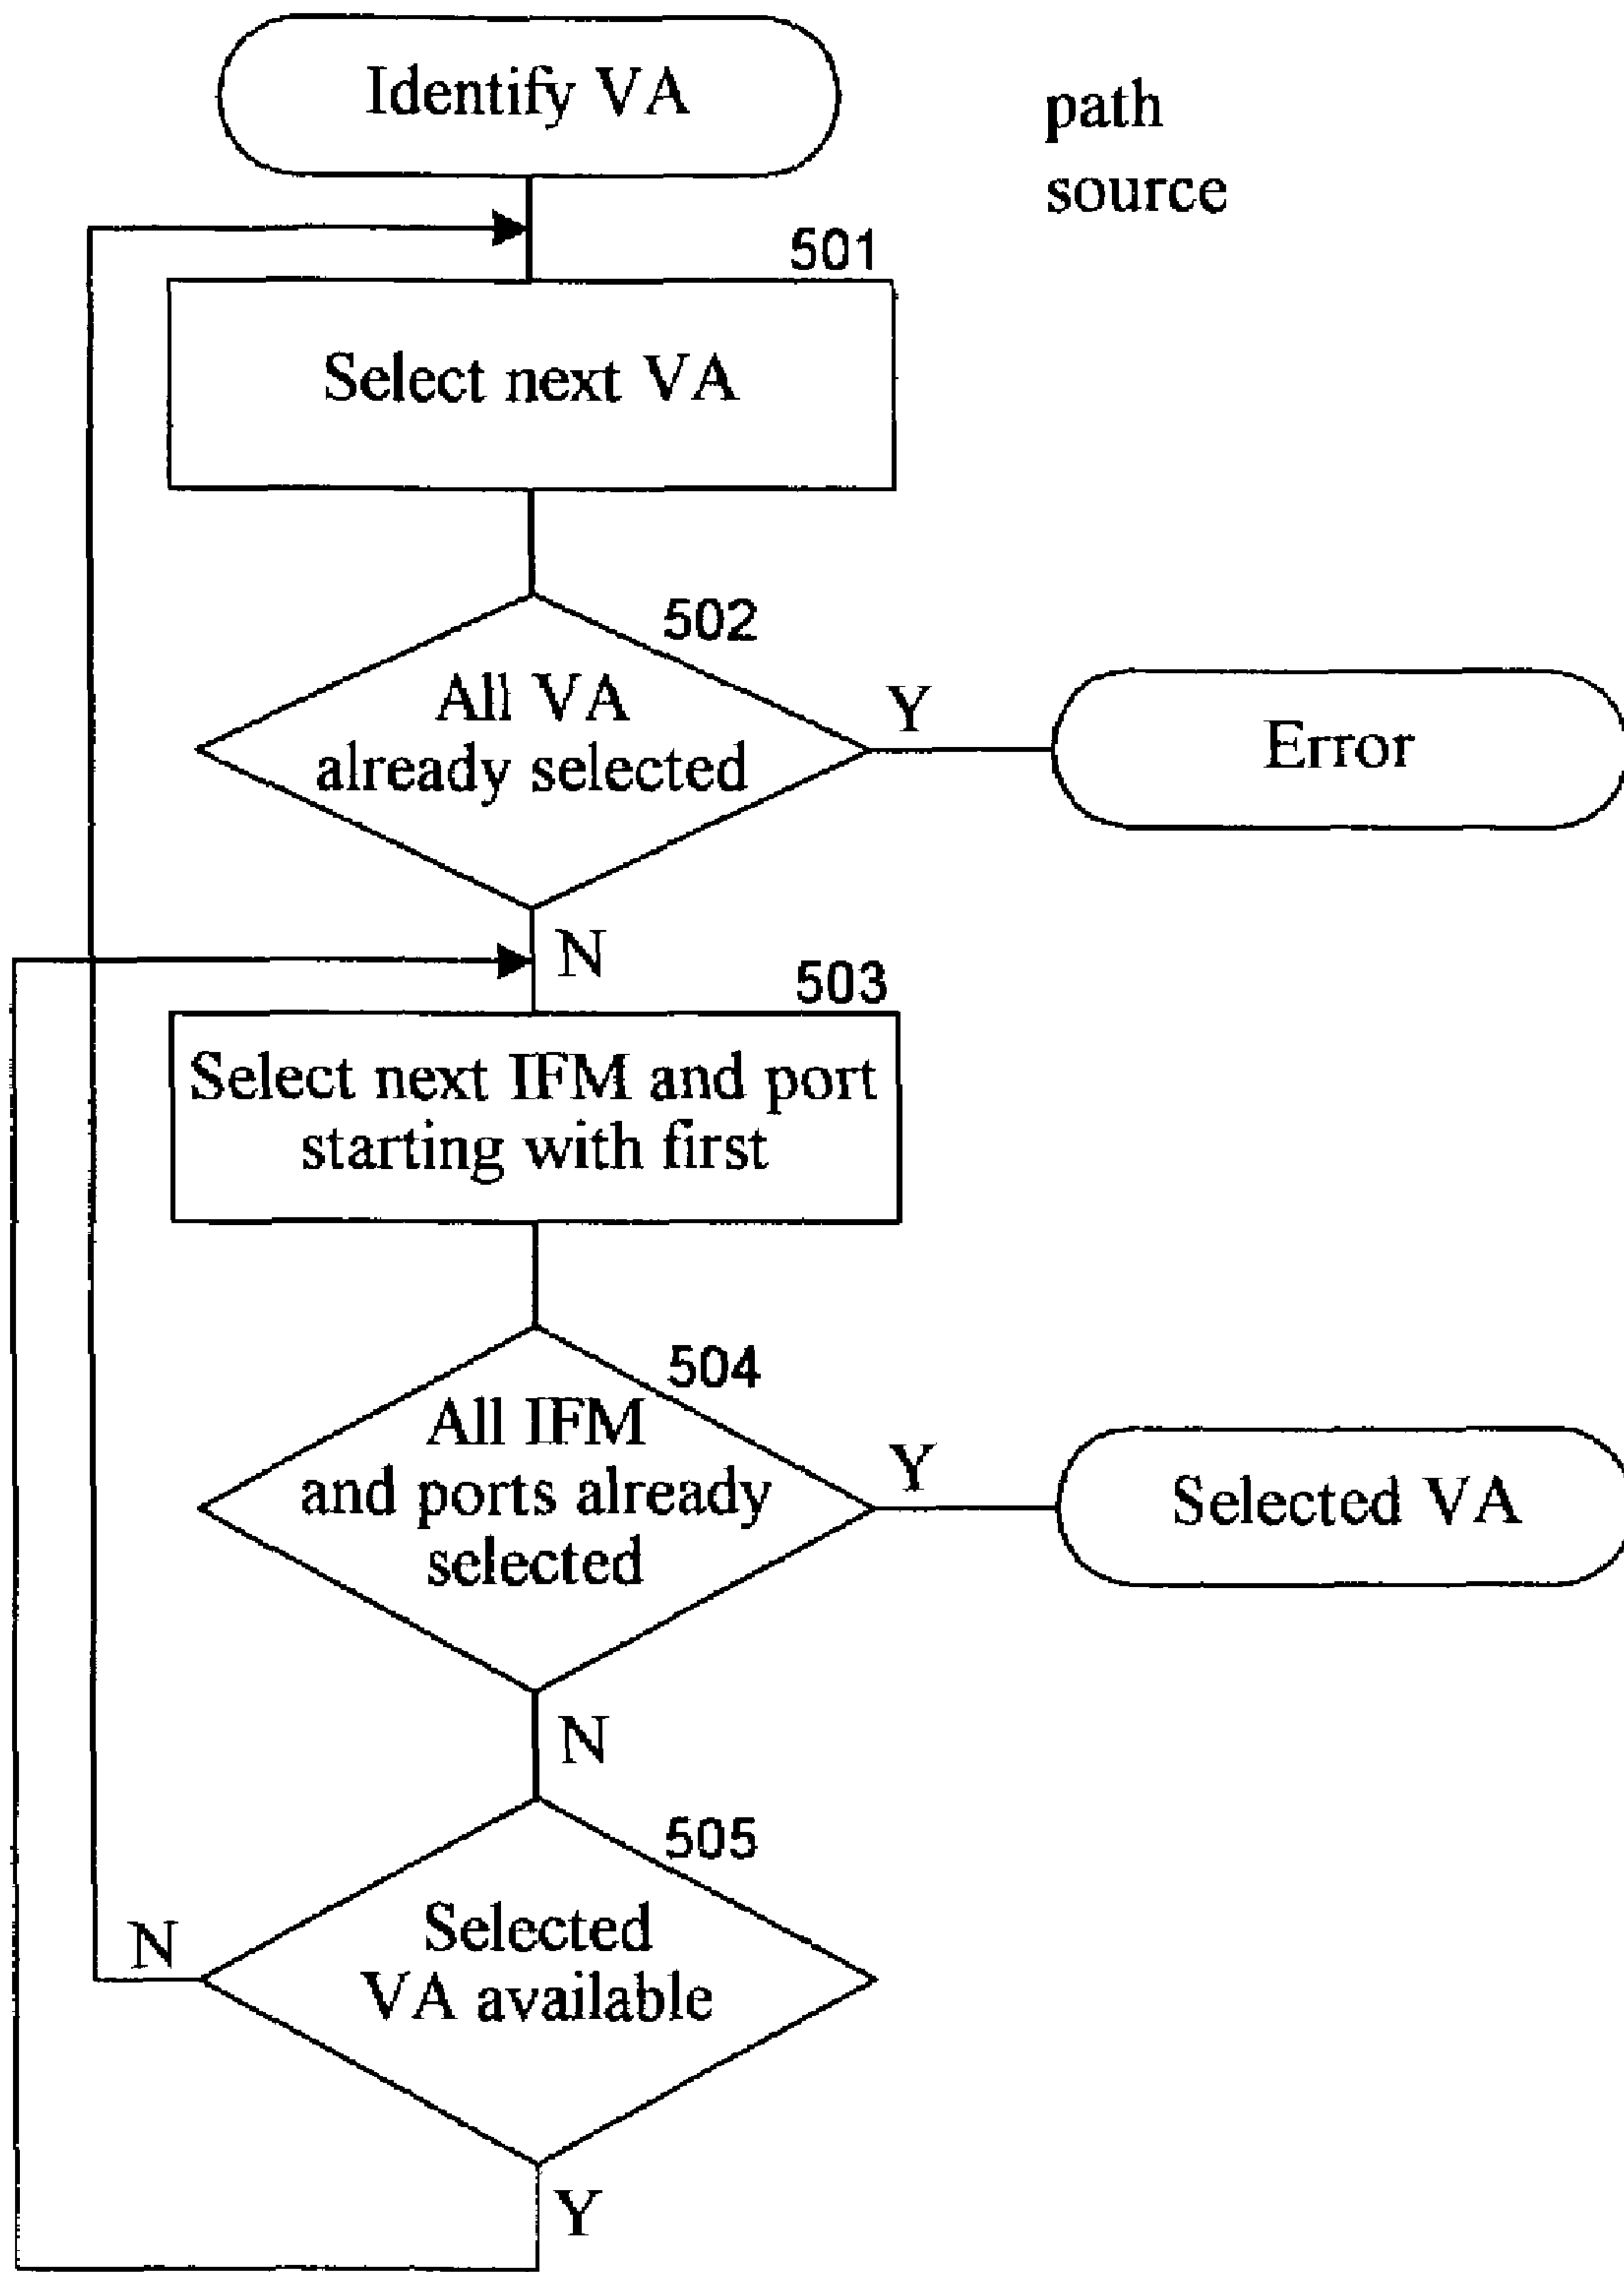 Identify VA
path
source
501
Select next VA
502
All VA
already selected
Y
Error
N
503
Select next IFM and port
starting with first
504
All IFM
and ports already
selected
Y
Selected VA
N
505
Selected
VA available
N
Y